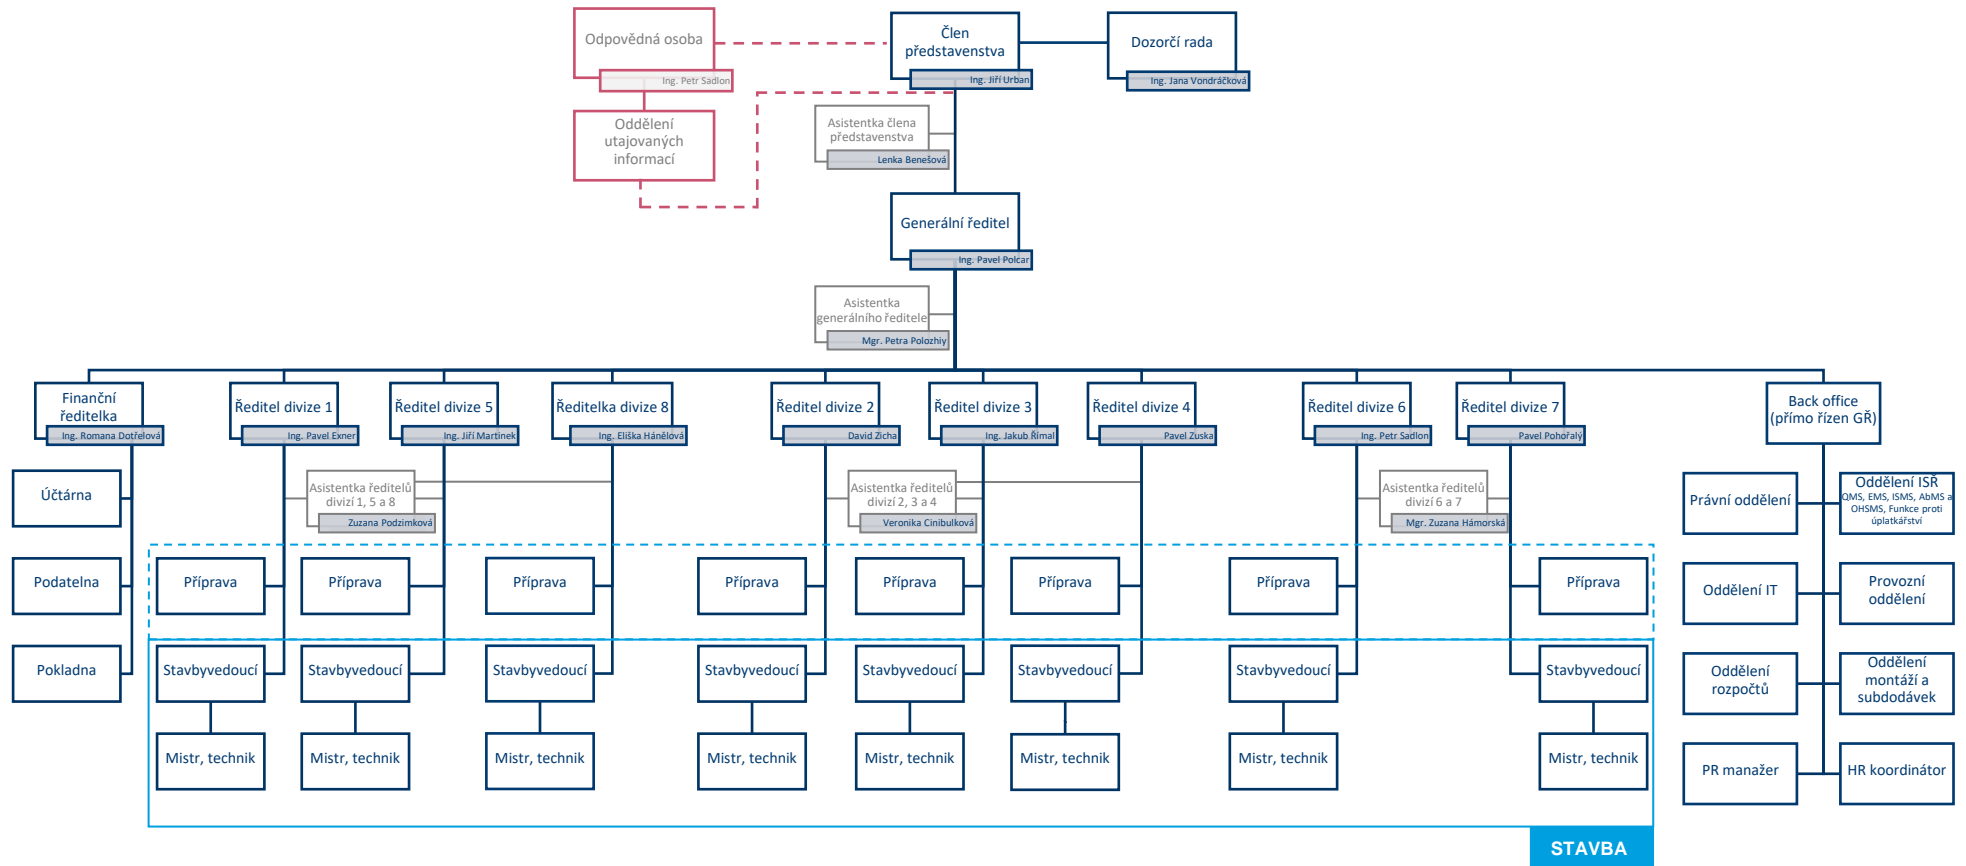 Odpovědná osoba
Ing. Petr Sadlon
Člen
představenstva
Ing. Jiří Urban
Dozorčí rada
Ing. Jana Vondráčková
Oddělení
utajovaných
informací
Asistentka člena
představenstva
Lenka Benešová
Generální ředitel
Ing. Pavel Polcar
Asistentka
generálního ředitele
Mgr. Petra Polozhiy
Finanční
ředitelka
Ing. Romana Dotřelová
Ředitel divize 1
Ing. Pavel Exner
Ředitel divize 5
Ing. Jiří Martinek
Ředitelka divize 8
Ing. Eliška Hánělová
Ředitel divize 2
David Zicha
Ředitel divize 3
Ing. Jakub Římal
Ředitel divize 4
Pavel Zuska
Ředitel divize 6
Ing. Petr Sadlon
Ředitel divize 7
Pavel Pohořalý
Back office
(přímo řízen GŘ)
Účtárna
Asistentka ředitelů
divizí 1, 5 a 8
Zuzana Podzimková
Asistentka ředitelů
divizí 2, 3 a 4
Veronika Cinibulková
Asistentka ředitelů
divizí 6 a 7
Mgr. Zuzana Hámorská
Právní oddělení
Oddělení ISŘ
QMS, EMS, ISMS, AbMS a
OHSMS, Funkce proti
úplatkářství
Podatelna
Příprava
Příprava
Příprava
Příprava
Příprava
Příprava
Příprava
Příprava
Oddělení IT
Provozní
oddělení
Pokladna
Stavbyvedoucí
Stavbyvedoucí
Stavbyvedoucí
Stavbyvedoucí
Stavbyvedoucí
Stavbyvedoucí
Stavbyvedoucí
Stavbyvedoucí
Oddělení
rozpočtů
Oddělení
montáží a
subdodávek
Mistr, technik
Mistr, technik
Mistr, technik
Mistr, technik
Mistr, technik
Mistr, technik
Mistr, technik
Mistr, technik
PR manažer
HR koordinátor
STAVBA